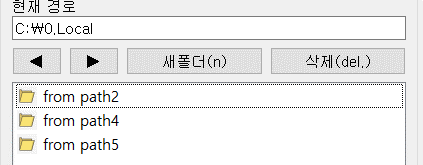 현재 경로
C:₩0.Local
◀ ▶ 새폴더(n) 삭제(del.)
from path2
from path4
from path5